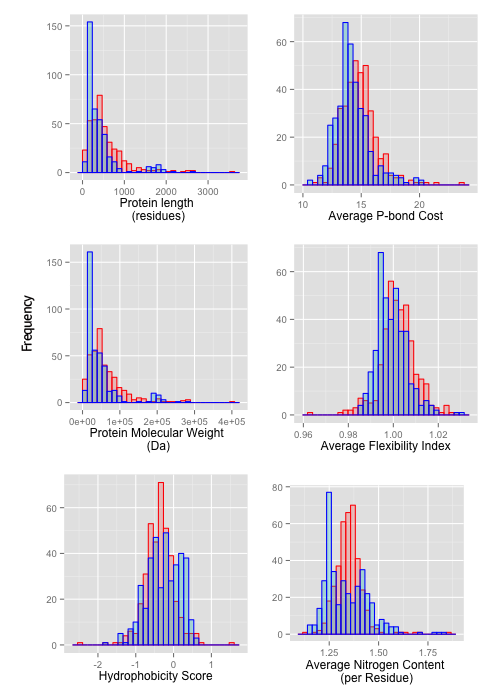 150
100
50
0
0
1000
2000
3000
Protein length
(residues)
60
40
20
0
10
15
20
Average P-bond Cost
Frequency
150
100
50
0
0e+00
1e+05
2e+05
3e+05
4e+05
Protein Molecular Weight
(Da)
60
40
20
0
0.96
0.98
1.00
1.02
Average Flexibility Index
60
40
20
0
-2
-1
0
1
Hydrophobicity Score
80
60
40
20
0
1.25
1.50
1.75
Average Nitrogen Content
(per Residue)